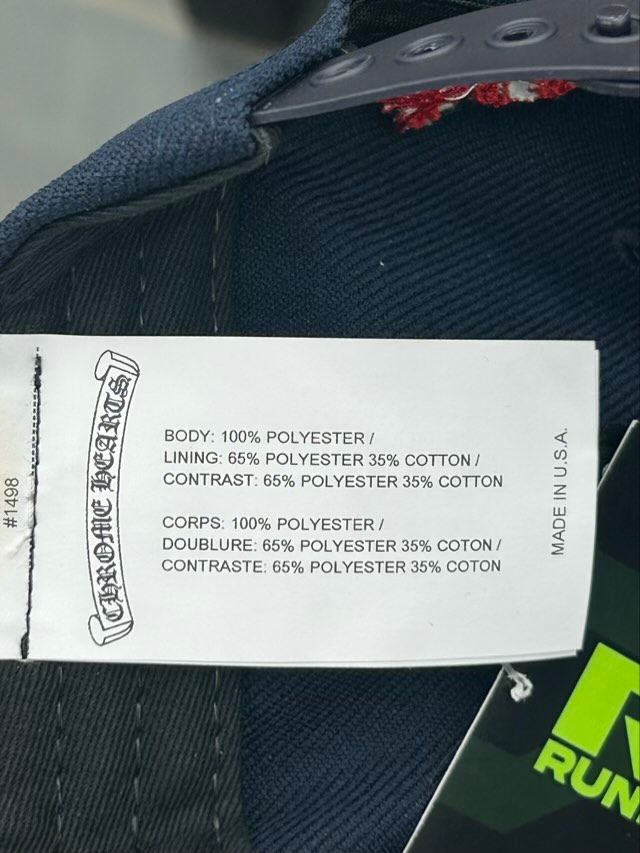 #1498
CHROME HEARTS
BODY: 100% POLYESTER /
LINING: 65% POLYESTER 35% COTTON /
CONTRAST: 65% POLYESTER 35% COTTON
CORPS: 100% POLYESTER /
DOUBLURE: 65% POLYESTER 35% COTON /
CONTRASTE: 65% POLYESTER 35% COTON
MADE IN U.S.A.
RUN